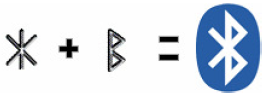 ᚼ + ᛒ =